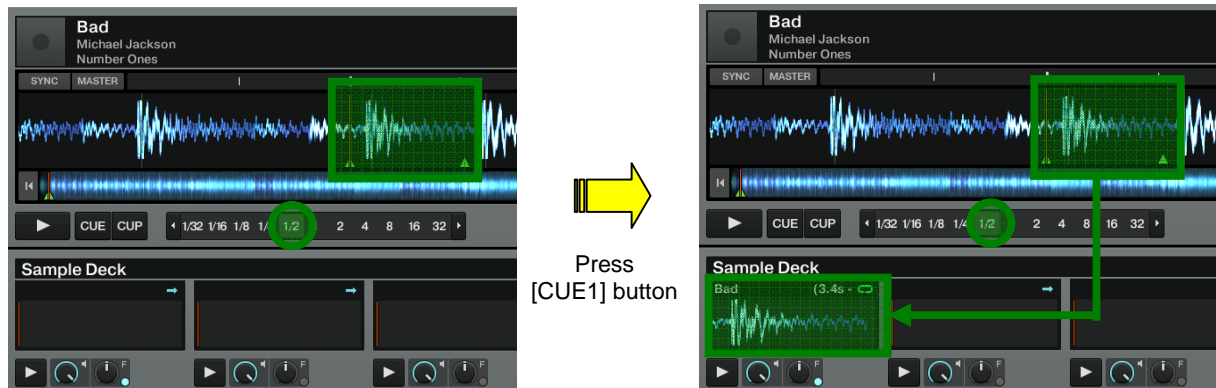 Bad
Michael Jackson
Number Ones
SYNC MASTER
CUE CUP 1/32 1/16 1/8 1/ 1/2 2 4 8 16 32
Sample Deck
F F F
Press
[CUE1] button
Bad
Michael Jackson
Number Ones
SYNC MASTER
CUE CUP 1/32 1/16 1/8 1/4 1/2 2 4 8 16 32
Sample Deck
Bad (3.4s -
F F F